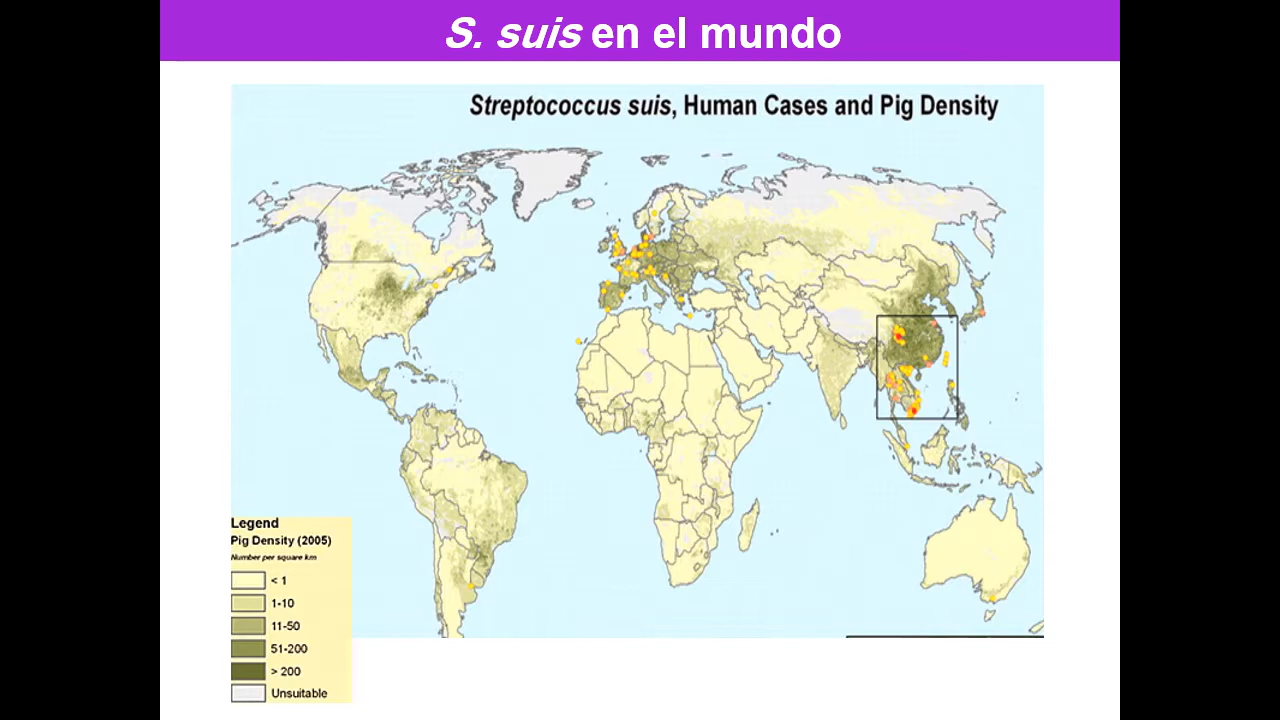 S. suis en el mundo
Streptococcus suis, Human Cases and Pig Density
Legend
Pig Density (2005)
Number per square km
< 1
1-10
11-50
51-200
> 200
Unsuitable